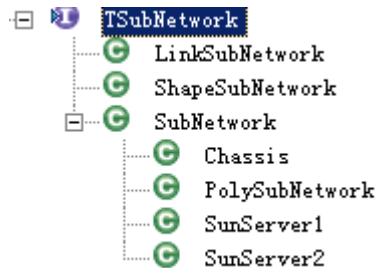 I TSubNetwork
C LinkSubNetwork
C ShapeSubNetwork
C SubNetwork
C Chassis
C PolySubNetwork
C SunServer1
C SunServer2